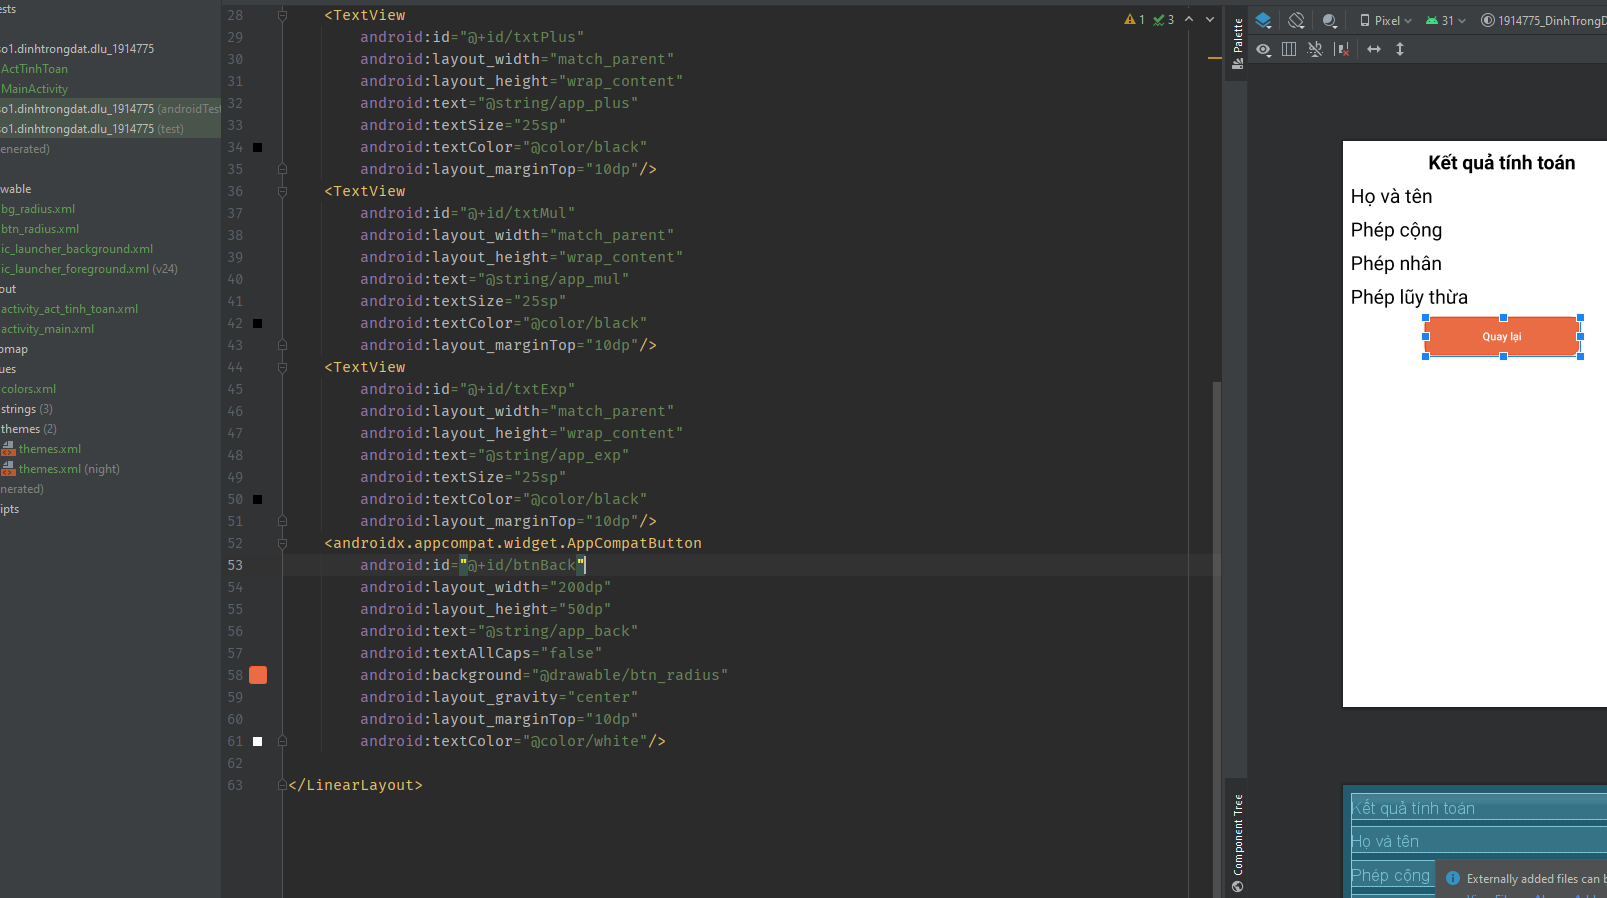 ests
so1.dinhtrongdat.dlu_1914775
ActTinhToan
MainActivity
so1.dinhtrongdat.dlu_1914775 (androidTest
so1.dinhtrongdat.dlu_1914775 (test)
enerated)
wable
bg_radius.xml
btn_radius.xml
ic_launcher_background.xml
ic_launcher_foreground.xml (v24)
out
activity_act_tinh_toan.xml
activity_main.xml
omap
ues
colors.xml
strings (3)
themes (2)
themes.xml
themes.xml (night)
nerated)
ipts
28 <TextView
29 android:id="@+id/txtPlus"
30 android:layout_width="match_parent"
31 android:layout_height="wrap_content"
32 android:text="@string/app_plus"
33 android:textSize="25sp"
34 android:textColor="@color/black"
35 android:layout_marginTop="10dp"/>
36 <TextView
37 android:id="@+id/txtMul"
38 android:layout_width="match_parent"
39 android:layout_height="wrap_content"
40 android:text="@string/app_mul"
41 android:textSize="25sp"
42 android:textColor="@color/black"
43 android:layout_marginTop="10dp"/>
44 <TextView
45 android:id="@+id/txtExp"
46 android:layout_width="match_parent"
47 android:layout_height="wrap_content"
48 android:text="@string/app_exp"
49 android:textSize="25sp"
50 android:textColor="@color/black"
51 android:layout_marginTop="10dp"/>
52 <androidx.appcompat.widget.AppCompatButton
53 android:id="@+id/btnBack"
54 android:layout_width="200dp"
55 android:layout_height="50dp"
56 android:text="@string/app_back"
57 android:textAllCaps="false"
58 android:background="@drawable/btn_radius"
59 android:layout_gravity="center"
60 android:layout_marginTop="10dp"
61 android:textColor="@color/white"/>
62
63 </LinearLayout>
1 3
Palette
Component Tree
Pixel 31 1914775_DinhTrongD
Kết quả tính toán
Họ và tên
Phép cộng
Phép nhân
Phép lũy thừa
Quay lại
Kết quả tính toán
Họ và tên
Phép cộng
Externally added files can b